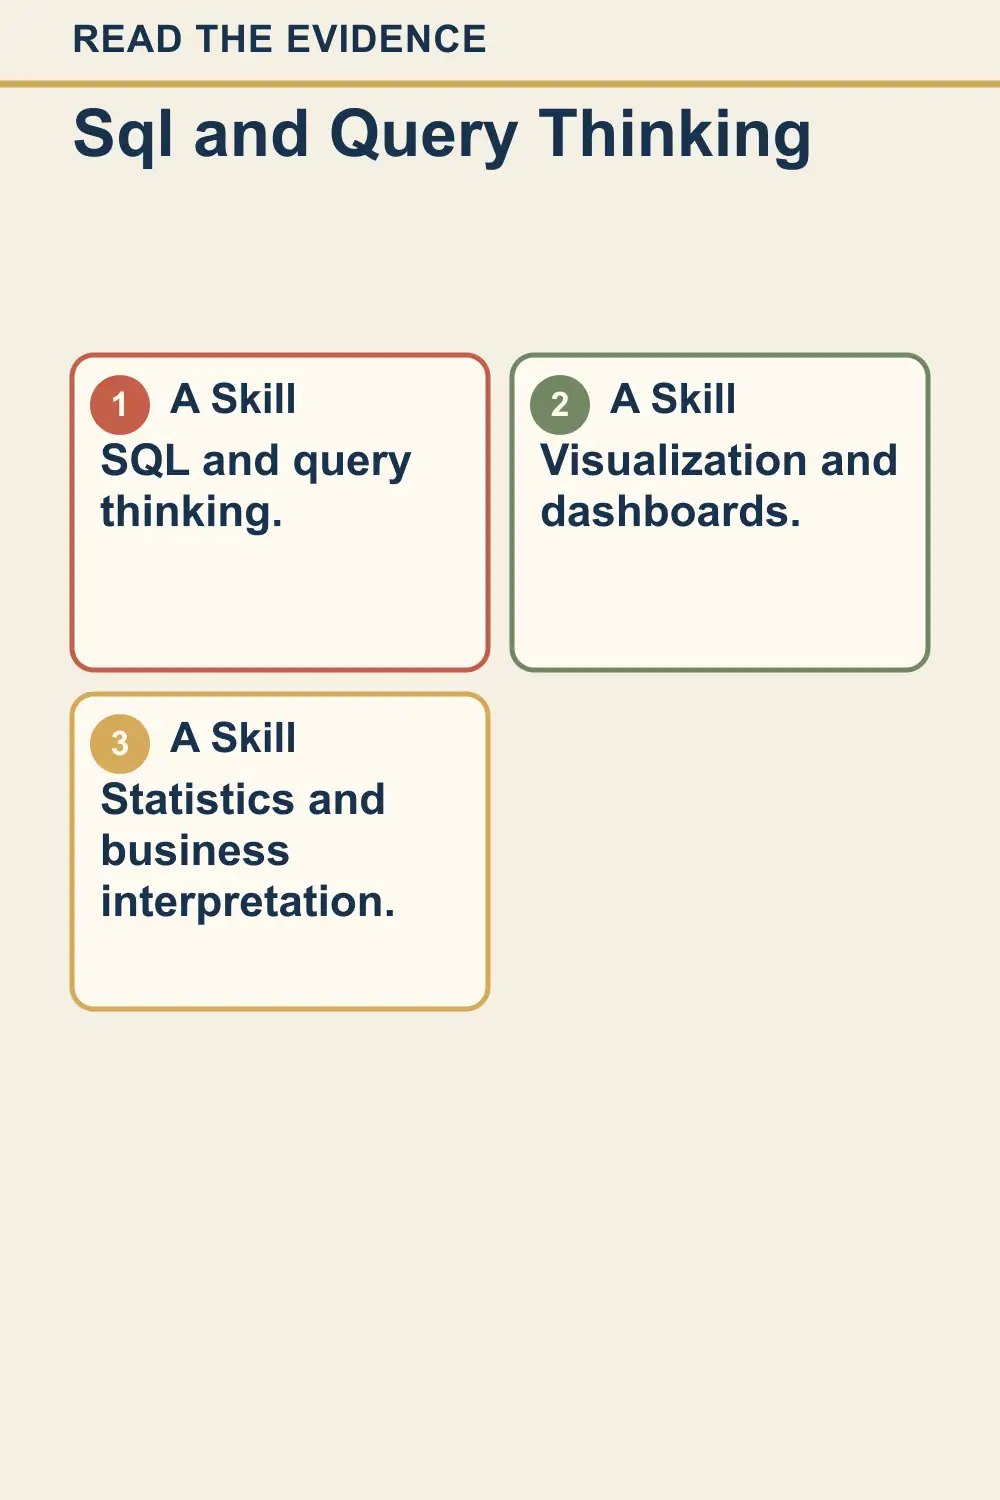 READ THE EVIDENCE
Sql and Query Thinking
1 A Skill
SQL and query
thinking.
2 A Skill
Visualization and
dashboards.
3 A Skill
Statistics and
business
interpretation.